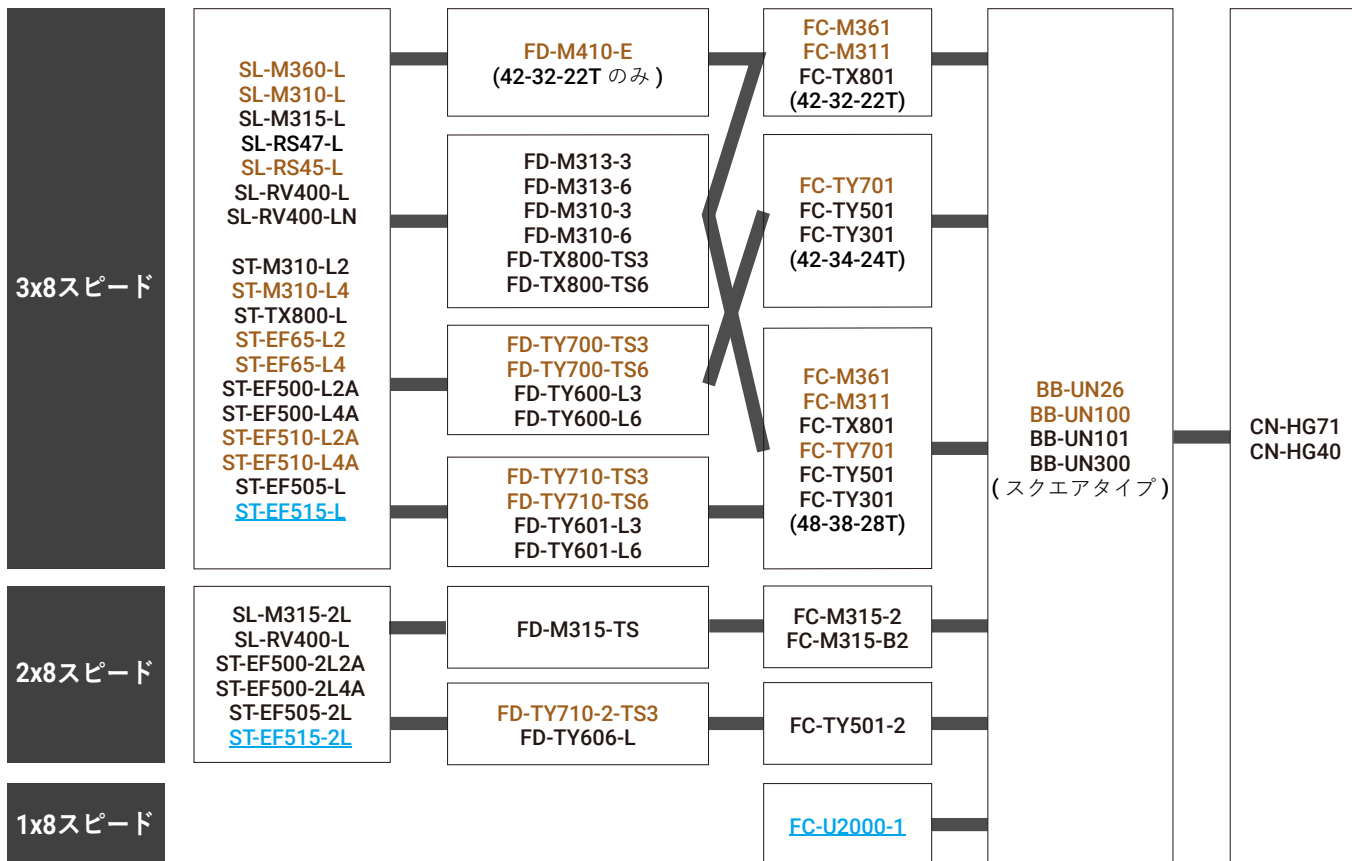 3x8スピード
SL-M360-L
SL-M310-L
SL-M315-L
SL-RS47-L
SL-RS45-L
SL-RV400-L
SL-RV400-LN
ST-M310-L2
ST-M310-L4
ST-TX800-L
ST-EF65-L2
ST-EF65-L4
ST-EF500-L2A
ST-EF500-L4A
ST-EF510-L2A
ST-EF510-L4A
ST-EF505-L
ST-EF515-L
FD-M410-E
(42-32-22T のみ )
FD-M313-3
FD-M313-6
FD-M310-3
FD-M310-6
FD-TX800-TS3
FD-TX800-TS6
FD-TY700-TS3
FD-TY700-TS6
FD-TY600-L3
FD-TY600-L6
FD-TY710-TS3
FD-TY710-TS6
FD-TY601-L3
FD-TY601-L6
FC-M361
FC-M311
FC-TX801
(42-32-22T)
FC-TY701
FC-TY501
FC-TY301
(42-34-24T)
FC-M361
FC-M311
FC-TX801
FC-TY701
FC-TY501
FC-TY301
(48-38-28T)
BB-UN26
BB-UN100
BB-UN101
BB-UN300
( スクエアタイプ )
CN-HG71
CN-HG40
2x8スピード
SL-M315-2L
SL-RV400-L
ST-EF500-2L2A
ST-EF500-2L4A
ST-EF505-2L
ST-EF515-2L
FD-M315-TS
FD-TY710-2-TS3
FD-TY606-L
FC-M315-2
FC-M315-B2
FC-TY501-2
1x8スピード
FC-U2000-1